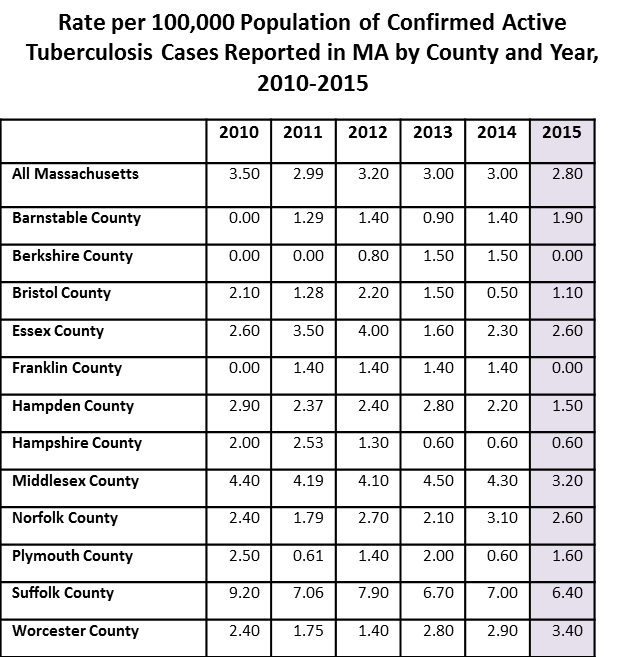 Rate per 100,000 Population of Confirmed Active
Tuberculosis Cases Reported in MA by County and Year,
2010-2015
2010 2011 2012 2013 2014 2015
All Massachusetts 3.50 2.99 3.20 3.00 3.00 2.80
Barnstable County 0.00 1.29 1.40 0.90 1.40 1.90
Berkshire County 0.00 0.00 0.80 1.50 1.50 0.00
Bristol County 2.10 1.28 2.20 1.50 0.50 1.10
Essex County 2.60 3.50 4.00 1.60 2.30 2.60
Franklin County 0.00 1.40 1.40 1.40 1.40 0.00
Hampden County 2.90 2.37 2.40 2.80 2.20 1.50
Hampshire County 2.00 2.53 1.30 0.60 0.60 0.60
Middlesex County 4.40 4.19 4.10 4.50 4.30 3.20
Norfolk County 2.40 1.79 2.70 2.10 3.10 2.60
Plymouth County 2.50 0.61 1.40 2.00 0.60 1.60
Suffolk County 9.20 7.06 7.90 6.70 7.00 6.40
Worcester County 2.40 1.75 1.40 2.80 2.90 3.40